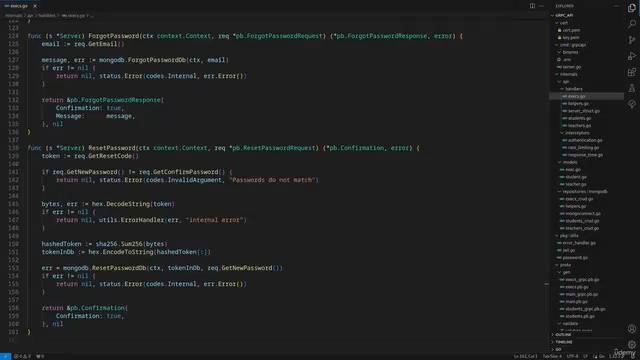 execs.go
internals > api > handlers > execs.go > ...
func (s *Server) ForgotPassword(ctx context.Context, req *pb.ForgotPasswordRequest) (*pb.ForgotPasswordResponse, error) {
email := req.GetEmail()
message, err := mongodb.ForgotPasswordDb(ctx, email)
if err != nil {
return nil, status.Error(codes.Internal, err.Error())
}
return &pb.ForgotPasswordResponse{
Confirmation: true,
Message: message,
}, nil
}
func (s *Server) ResetPassword(ctx context.Context, req *pb.ResetPasswordRequest) (*pb.Confirmation, error) {
token := req.GetResetCode()
if req.GetNewPassword() != req.GetConfirmPassword() {
return nil, status.Error(codes.InvalidArgument, "Passwords do not match")
}
bytes, err := hex.DecodeString(token)
if err != nil {
return nil, utils.ErrorHandler(err, "internal error")
}
hashedToken := sha256.Sum256(bytes)
tokenInDb := hex.EncodeToString(hashedToken[:])
err = mongodb.ResetPasswordDb(ctx, tokenInDb, req.GetNewPassword())
if err != nil {
return nil, status.Error(codes.Internal, err.Error())
}
return &pb.Confirmation{
Confirmation: true,
}, nil
}
EXPLORER
GRPC_API
cert
cert.pem
key.pem
cmd/grpcapi
binaries
.env
server.go
internals
api
handlers
execs.go
helpers.go
server_struct.go
students.go
teachers.go
interceptors
authentication.go
rate_limiting.go
response_time.go
models
exec.go
student.go
teacher.go
repositories/mongodb
execs_crud.go
helpers.go
mongoconnect.go
students_crud.go
teachers_crud.go
pkg/utils
error_handler.go
jwt.go
password.go
proto
gen
execs_grpc.pb.go
execs.pb.go
main_grpc.pb.go
main.pb.go
students_grpc.pb.go
students.pb.go
validate
OUTLINE
TIMELINE
GO
udemy